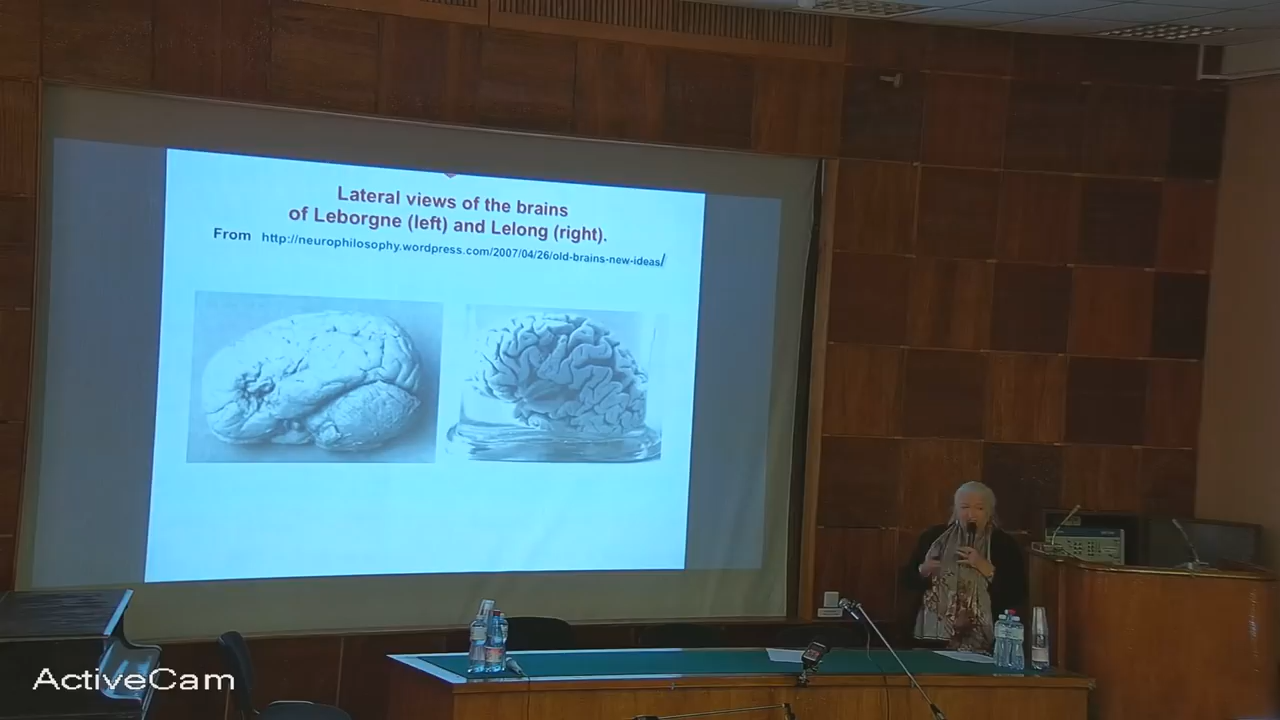 Lateral views of the brains
of Leborgne (left) and Lelong (right).
From http://neurophilosophy.wordpress.com/2007/04/26/old-brains-new-ideas/
ActiveCam